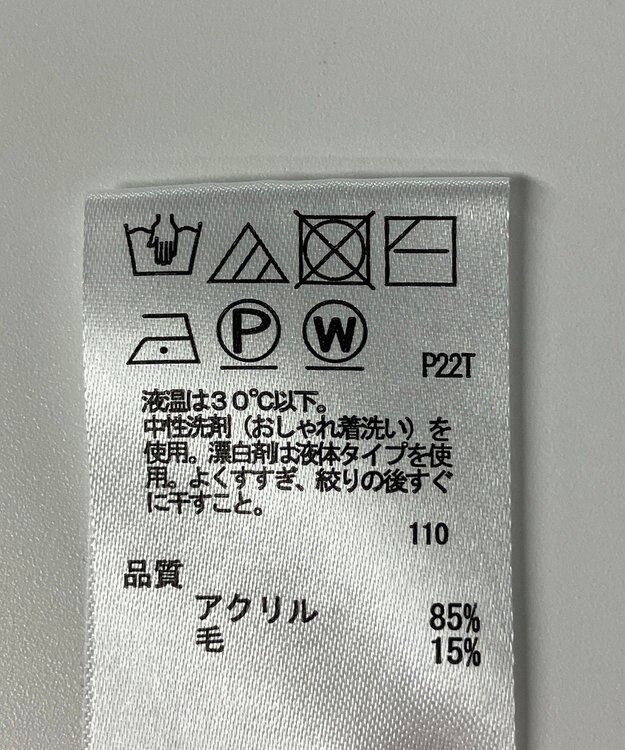 P W P22T
液温は30℃以下。
中性洗剤（おしゃれ着洗い）を
使用。漂白剤は液体タイプを使
用。よくすすぎ、絞りの後すぐ
に干すこと。
110
品質
アクリル 85%
毛 15%